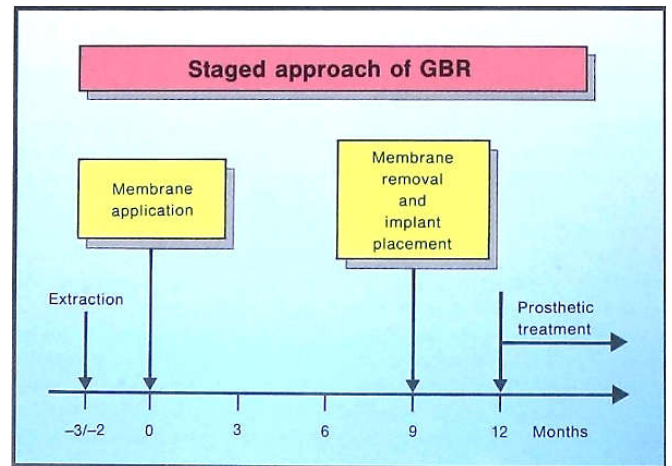 Staged approach of GBR
Membrane
application
Membrane
removal
and
implant
placement
Extraction
Prosthetic
treatment
–3/–2
0
3
6
9
12
Months